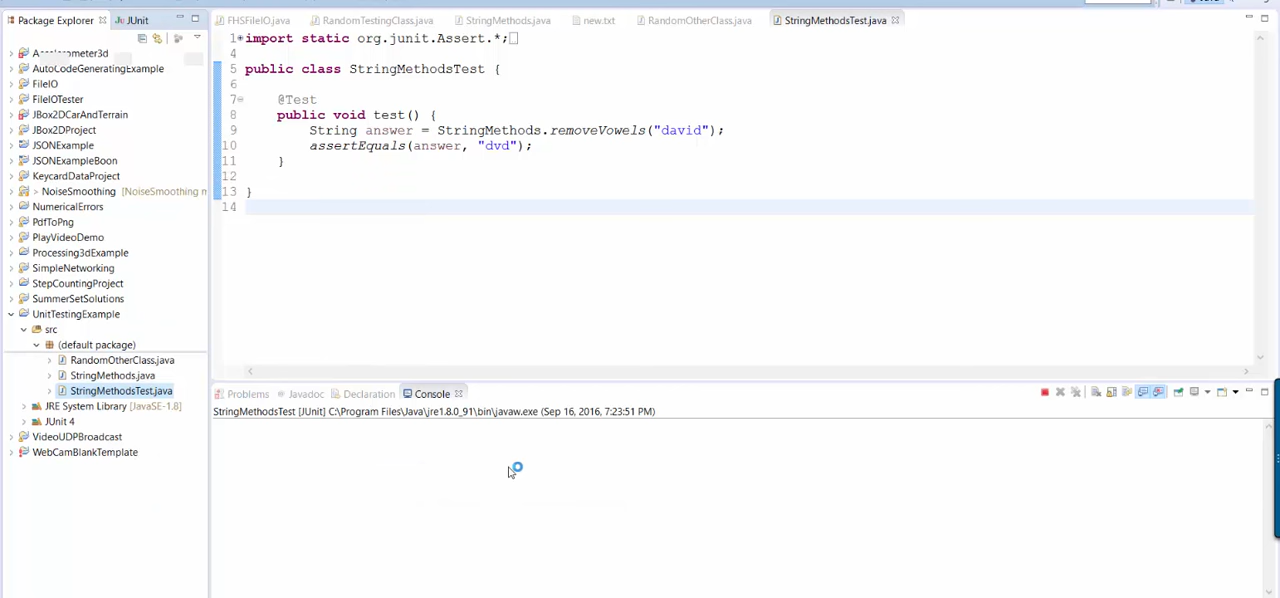 Package Explorer JUnit
FHSFileIO.java RandomTestingClass.java StringMethods.java new.txt RandomOtherClass.java StringMethodsTest.java
1 import static org.junit.Assert.*;
4
5 public class StringMethodsTest {
6
7 @Test
8 public void test() {
9 String answer = StringMethods.removeVowels("david");
10 assertEquals(answer, "dvd");
11 }
12
13 }
14
Accelerometer3d
AutoCodeGeneratingExample
FileIO
FileIOTester
JBox2DCarAndTerrain
JBox2DProject
JSONExample
JSONExampleBoon
KeycardDataProject
> NoiseSmoothing [NoiseSmoothing m
NumericalErrors
PdfToPng
PlayVideoDemo
Processing3dExample
SimpleNetworking
StepCountingProject
SummerSetSolutions
UnitTestingExample
src
(default package)
RandomOtherClass.java
StringMethods.java
StringMethodsTest.java
JRE System Library [JavaSE-1.8]
JUnit 4
VideoUDPBroadcast
WebCamBlankTemplate
Problems Javadoc Declaration Console
StringMethodsTest [JUnit] C:\Program Files\Java\jre1.8.0_91\bin\javaw.exe (Sep 16, 2016, 7:23:51 PM)